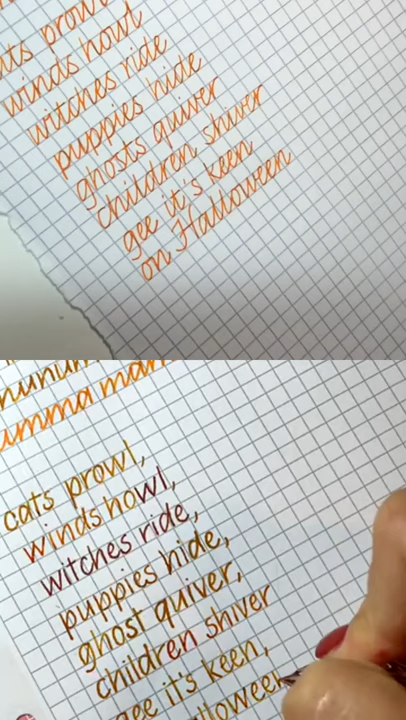 prowl
winds howl
witches ride
puppies hide
ghosts quiver
children shiver
gee it's keen
on Halloween
cats prowl,
winds howl,
witches ride,
puppies hide,
ghost quiver,
children shiver
gee it's keen,